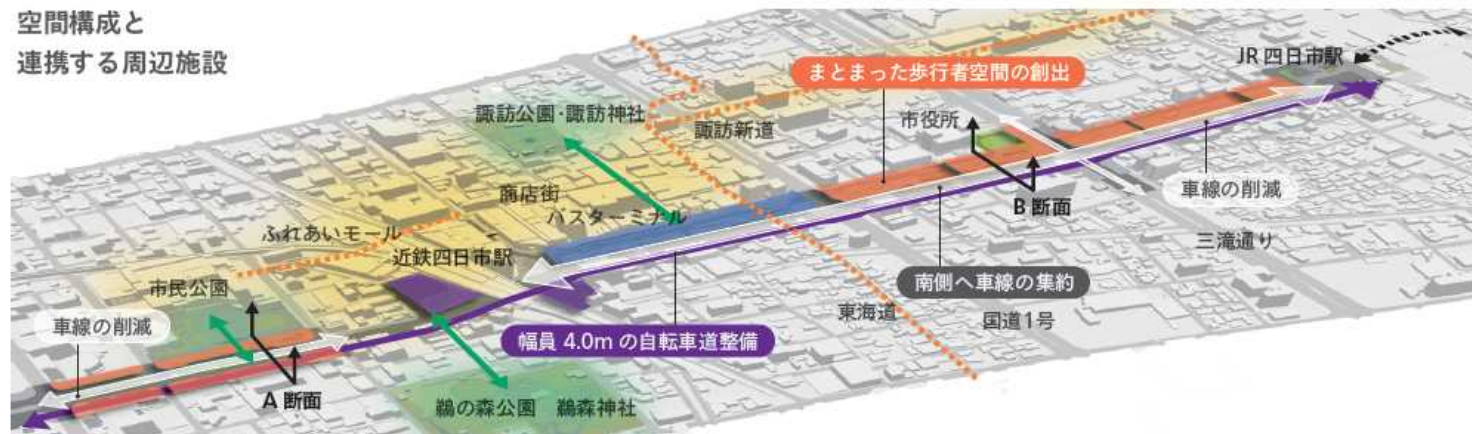 空間構成と
連携する周辺施設
JR 四日市駅
まとまった歩行者空間の創出
諏訪公園・諏訪神社
市役所
諏訪新道
車線の削減
商店街
バスターミナル
B 断面
ふれあいモール
三滝通り
近鉄四日市駅
南側へ車線の集約
市民公園
東海道
国道1号
車線の削減
幅員 4.0m の自転車道整備
A 断面
鵜の森公園 鵜森神社